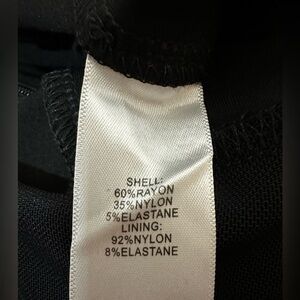 SHELL:
60%RAYON
35%NYLON
5%ELASTANE
LINING:
92%NYLON
8%ELASTANE